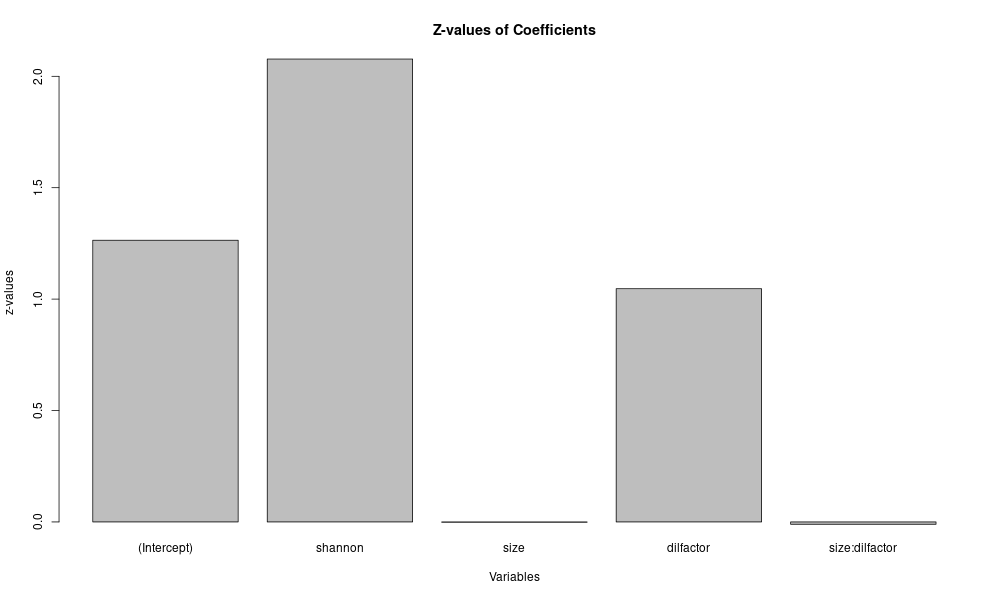 Z-values of Coefficients
z-values
2.0
1.5
1.0
0.5
0.0
(Intercept) shannon size dilfactor size:dilfactor
Variables